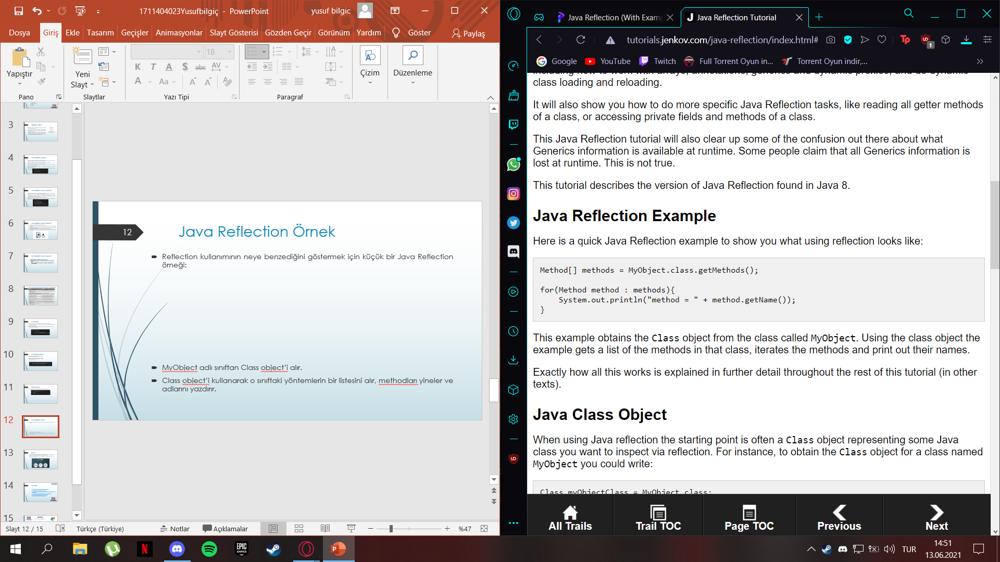 1711404023Yusufbilgiç - PowerPoint
yusuf bilgic
Dosya Giriş Ekle Tasarım Geçişler Animasyonlar Slayt Gösterisi Gözden Geçir Görünüm Yardım Göster Paylaş
18
Yapıştır
Yeni
Slayt
K T A S abc AV
A Aa A A
Çizim
Düzenleme
Pano
Slaytlar
Yazı Tipi
Paragraf
3
4
5
6
7
8
9
10
11
12
13
14
15
12
Java Reflection Örnek
Reflection kullanımının neye benzediğini göstermek için küçük bir Java Reflection
örneği:
MyObject adlı sınıftan Class object'i alır.
Class object'i kullanarak o sınıftaki yöntemlerin bir listesini alır, methodları yineler ve
adlarını yazdırır.
Slayt 12 / 15
Türkçe (Türkiye)
Notlar
Açıklamalar
%47
Java Reflection (With Exam
J Java Reflection Tutorial
tutorials.jenkov.com/java-reflection/index.html#
Tp
1
Google
YouTube
Twitch
Full Torrent Oyun in...
Torrent Oyun indir,...
class loading and reloading.
It will also show you how to do more specific Java Reflection tasks, like reading all getter methods
of a class, or accessing private fields and methods of a class.
This Java Reflection tutorial will also clear up some of the confusion out there about what
Generics information is available at runtime. Some people claim that all Generics information is
lost at runtime. This is not true.
This tutorial describes the version of Java Reflection found in Java 8.
Java Reflection Example
Here is a quick Java Reflection example to show you what using reflection looks like:
Method[] methods = MyObject.class.getMethods();
for(Method method : methods){
System.out.println("method = " + method.getName());
}
This example obtains the Class object from the class called MyObject. Using the class object the
example gets a list of the methods in that class, iterates the methods and print out their names.
Exactly how all this works is explained in further detail throughout the rest of this tutorial (in other
texts).
Java Class Object
When using Java reflection the starting point is often a Class object representing some Java
class you want to inspect via reflection. For instance, to obtain the Class object for a class named
MyObject you could write:
Class myObjectClass = MyObject.class;
All Trails
Trail TOC
Page TOC
Previous
Next
EPIC
GAMES
TUR
14:51
13.06.2021